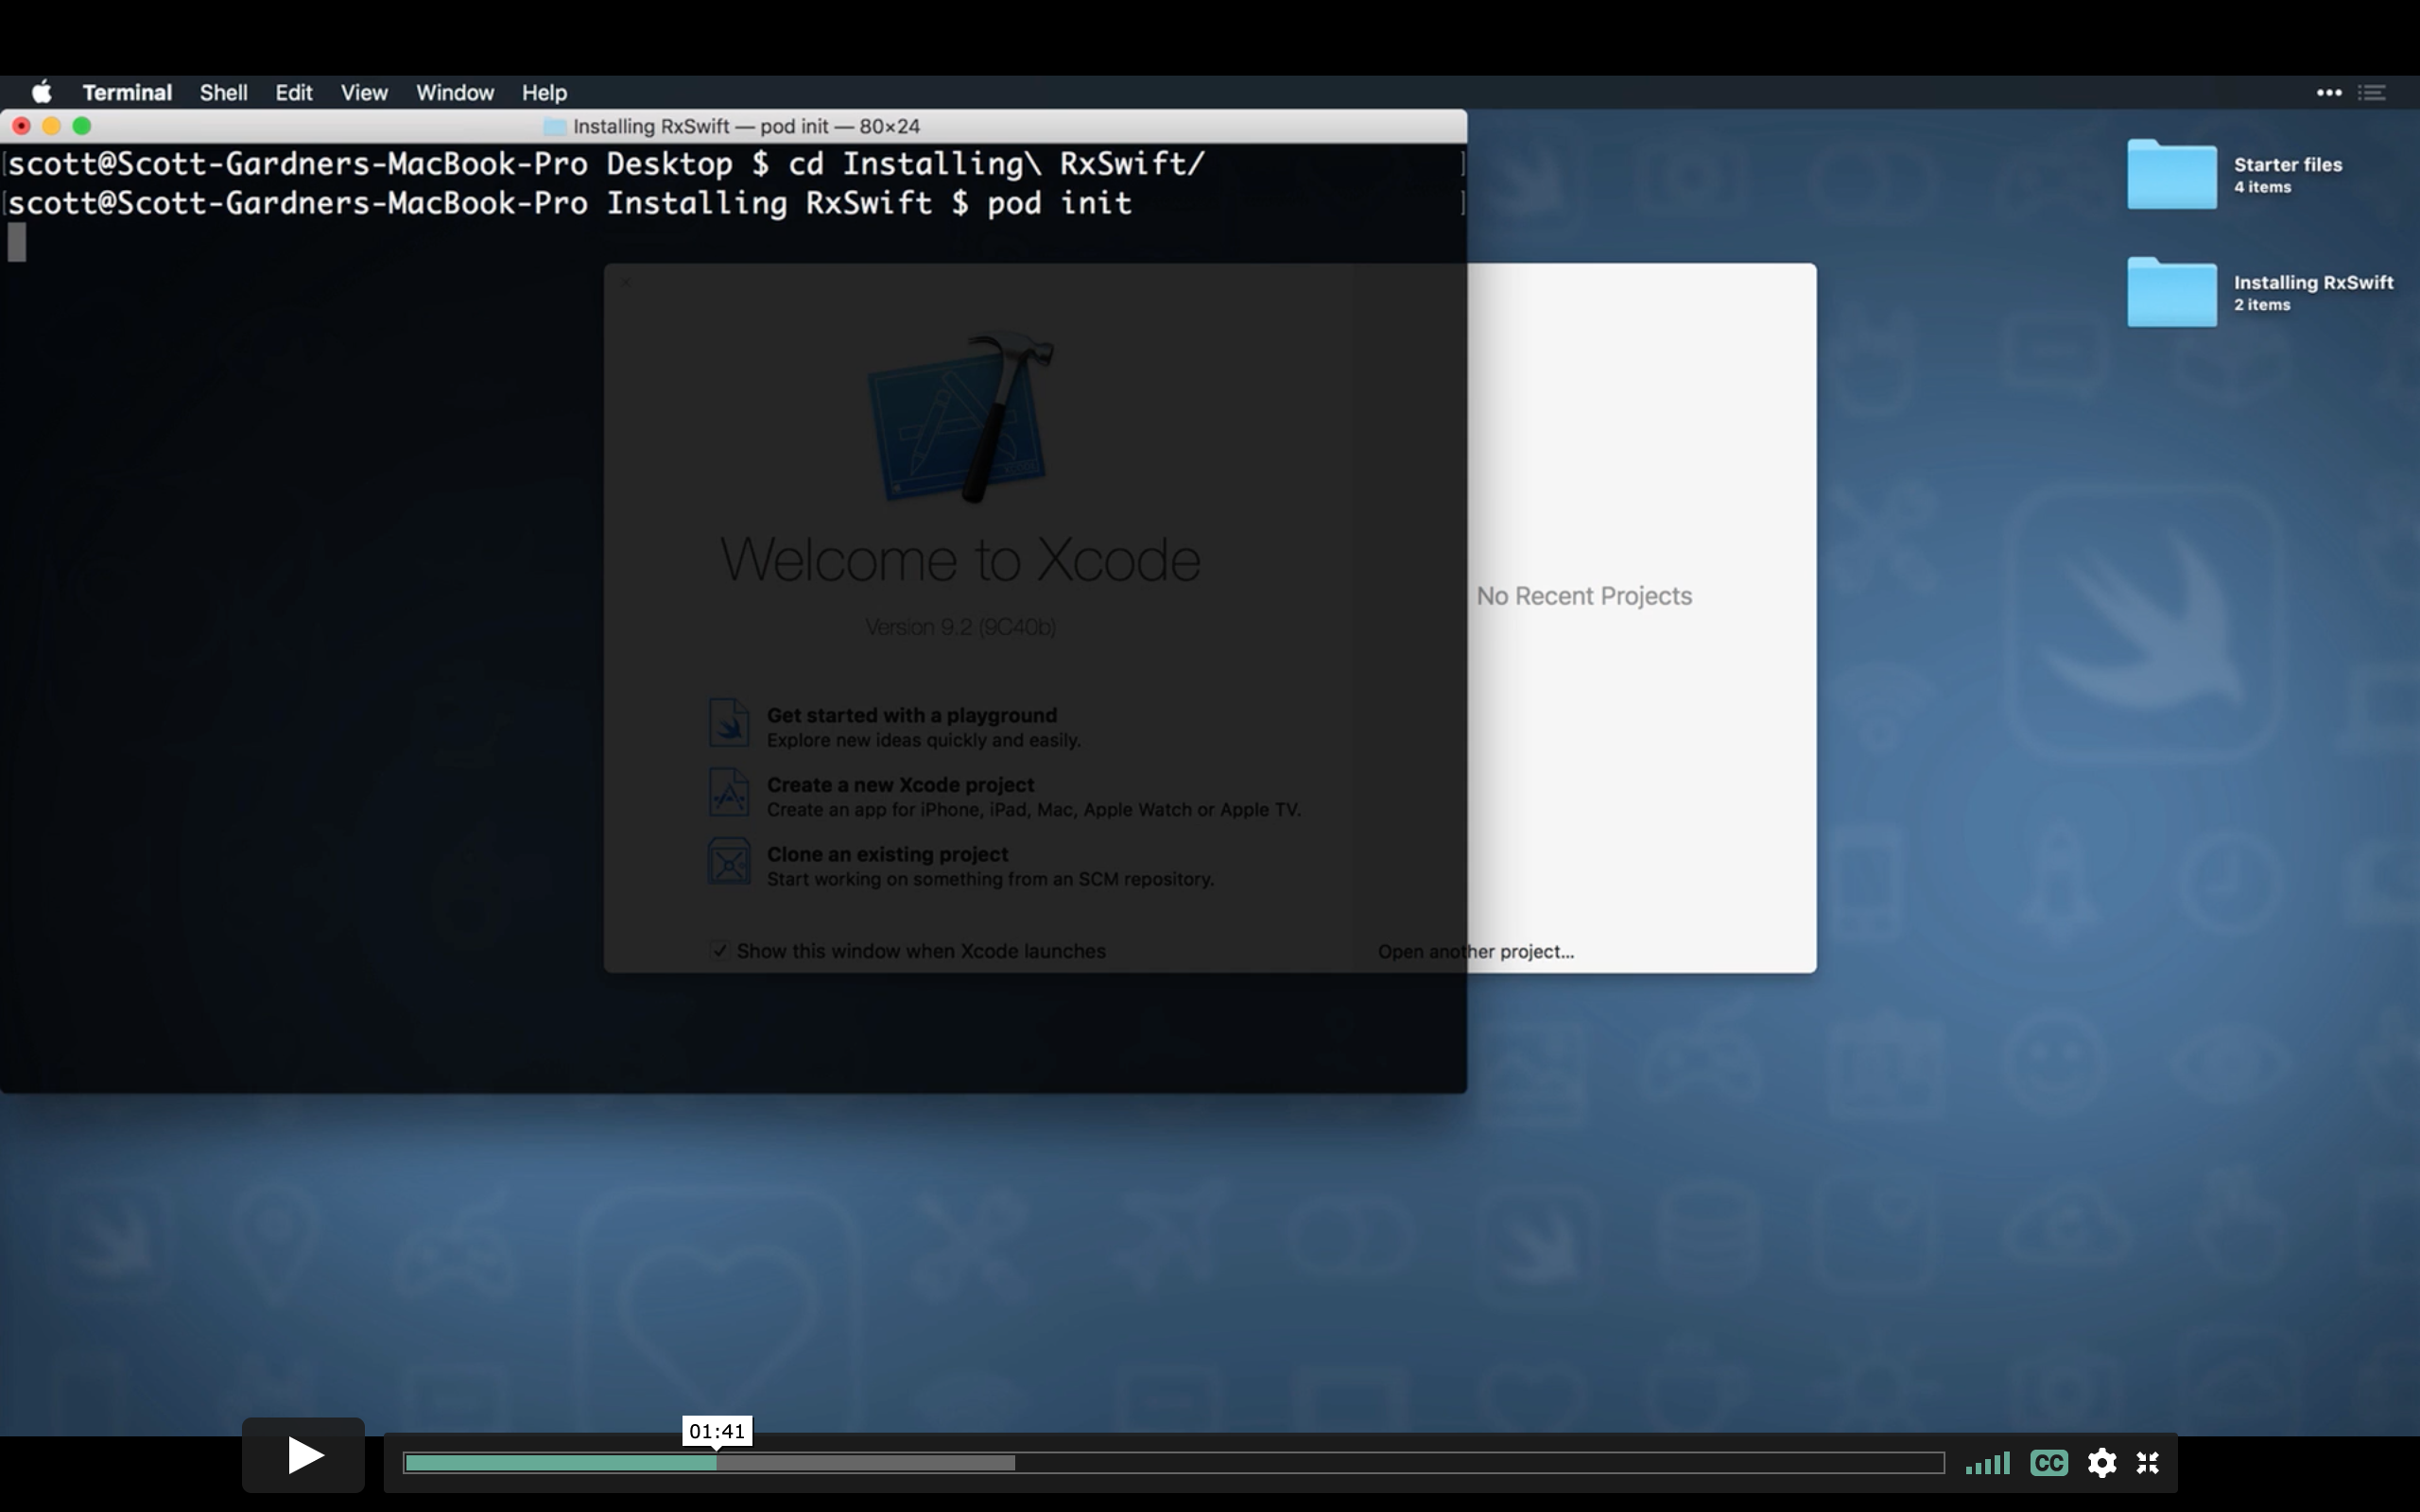 Terminal Shell Edit View Window Help
Installing RxSwift — pod init — 80×24
scott@Scott-Gardners-MacBook-Pro Desktop $ cd Installing\ RxSwift/
scott@Scott-Gardners-MacBook-Pro Installing RxSwift $ pod init
Starter files
4 items
Installing RxSwift
2 items
Welcome to Xcode
Version 9.2 (9C40b)
Get started with a playground
Explore new ideas quickly and easily.
Create a new Xcode project
Create an app for iPhone, iPad, Mac, Apple Watch or Apple TV.
Clone an existing project
Start working on something from an SCM repository.
Show this window when Xcode launches
No Recent Projects
Open another project...
01:41
CC